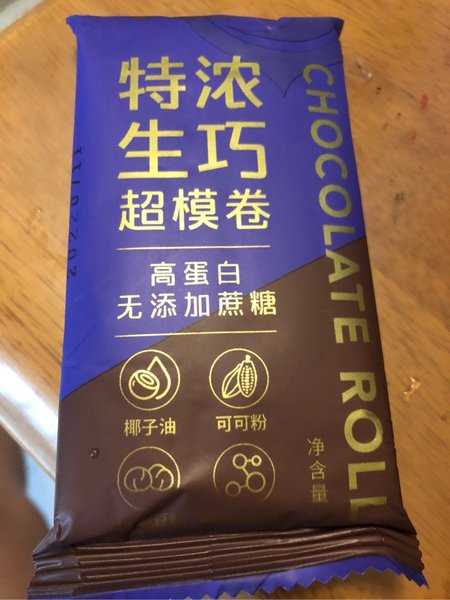 特浓
生巧
超模卷
高蛋白
无添加蔗糖
椰子油
可可粉
净含量
CHOCOLATE ROLL
20220711